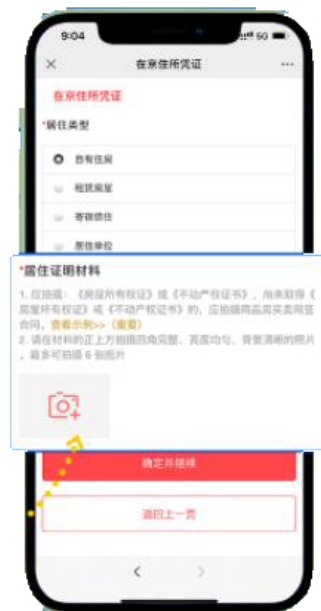 9:04
5G
在京住所凭证
在京住所凭证
*居住类型
自有住房
租赁房屋
寄宿借住
居住单位
*居住证明材料
1. 应拍摄：《房屋所有权证》或《不动产权证书》，尚未取得《
房屋所有权证》或《不动产权证书》的，应拍摄商品房买卖网签
合同。查看示例>>（重要）
2. 请在材料的正上方拍摄四角完整、亮度均匀、背景清晰的照片
，最多可拍摄 6 张图片
确定并继续
返回上一页